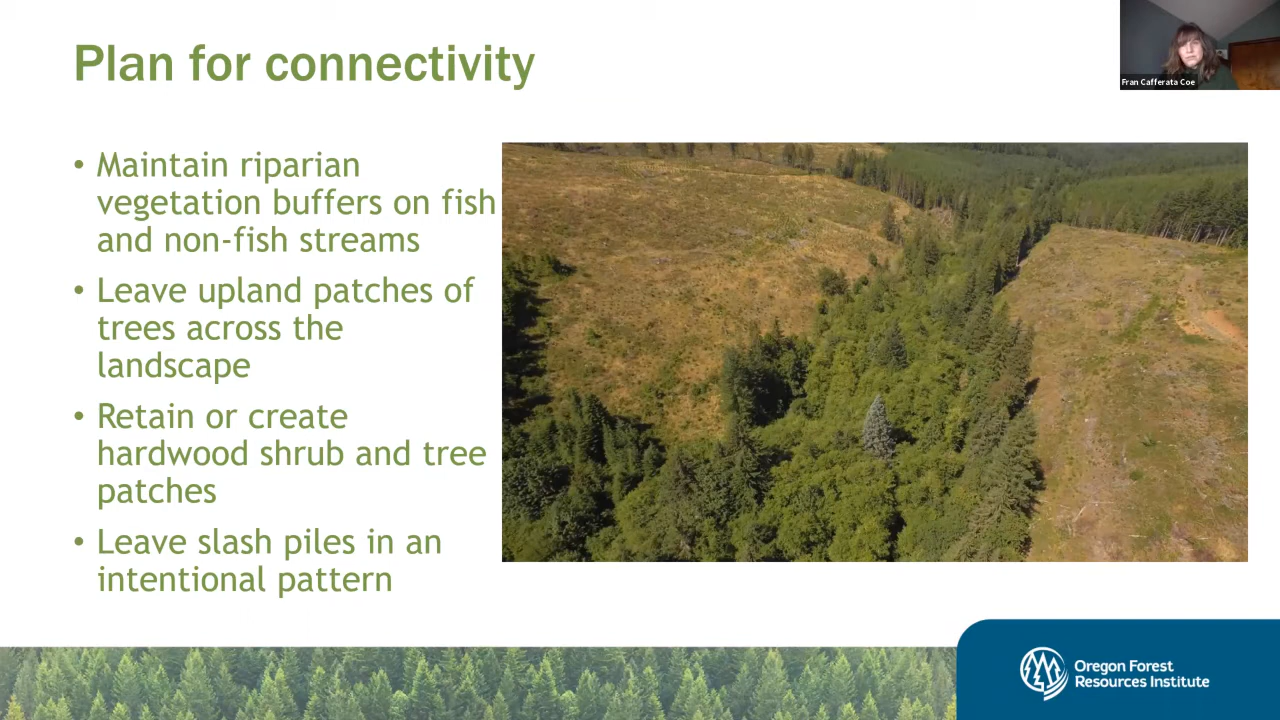 Plan for connectivity
Fran Cafferata Coe
• Maintain riparian
vegetation buffers on fish
and non-fish streams
• Leave upland patches of
trees across the
landscape
• Retain or create
hardwood shrub and tree
patches
• Leave slash piles in an
intentional pattern
Oregon Forest
Resources Institute